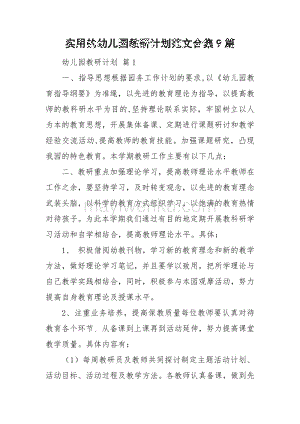 实用的幼儿园教研计划范文合集9篇
幼儿园教研计划 篇1
一、指导思想根据园务工作计划的要求,以《幼儿园教
育指导纲要》为准绳,以先进的教育理论为指导,以提高教
师的教科研水平为目的,坚持理论联系实际,牢固树立以人
为本的教育思想,开展集体备课、定期进行课题研讨和教学
经验交流活动,提高教师的教育技能。加强课题研究,凸现
我园的特色教育。本学期教研工作主要有以下几点:
二、教研重点加强理论学习,提高教师理论水平教师在
工作之余,要坚持学习,及时转变观念,以先进的教育理念
武装头脑,以科学的方式去组织学习,以饱满的教育热情
对待孩子。为此本学期我们通过有目的地定期开展教科研学
习活动和自学相结合,提高教师理论水平。具体:
1、积极借阅幼教刊物,学习新的教育理念和新的教学
方法,做好理论学习笔记,并且要学以致用,把所学理论与
自己教学实践相结合,同时,积极参与本园观摩活动,努力
提高自身教育理论及授课水平。
2、注重业务培养,提高保教质量每位教师要认真对待
教育各个环节,从备课到上课再到活动延伸,努力提高课堂
教学质量。具体内容有:
(1)每周教研员及教师共同探讨制定主题活动计划、
活动目标、活动过程及教学方法。各教师认真备课,做到先